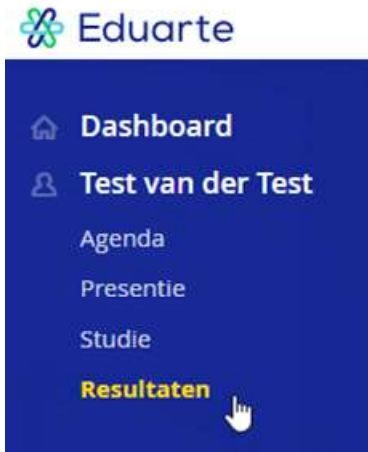 Eduarte
Dashboard
Test van der Test
Agenda
Presentie
Studie
Resultaten